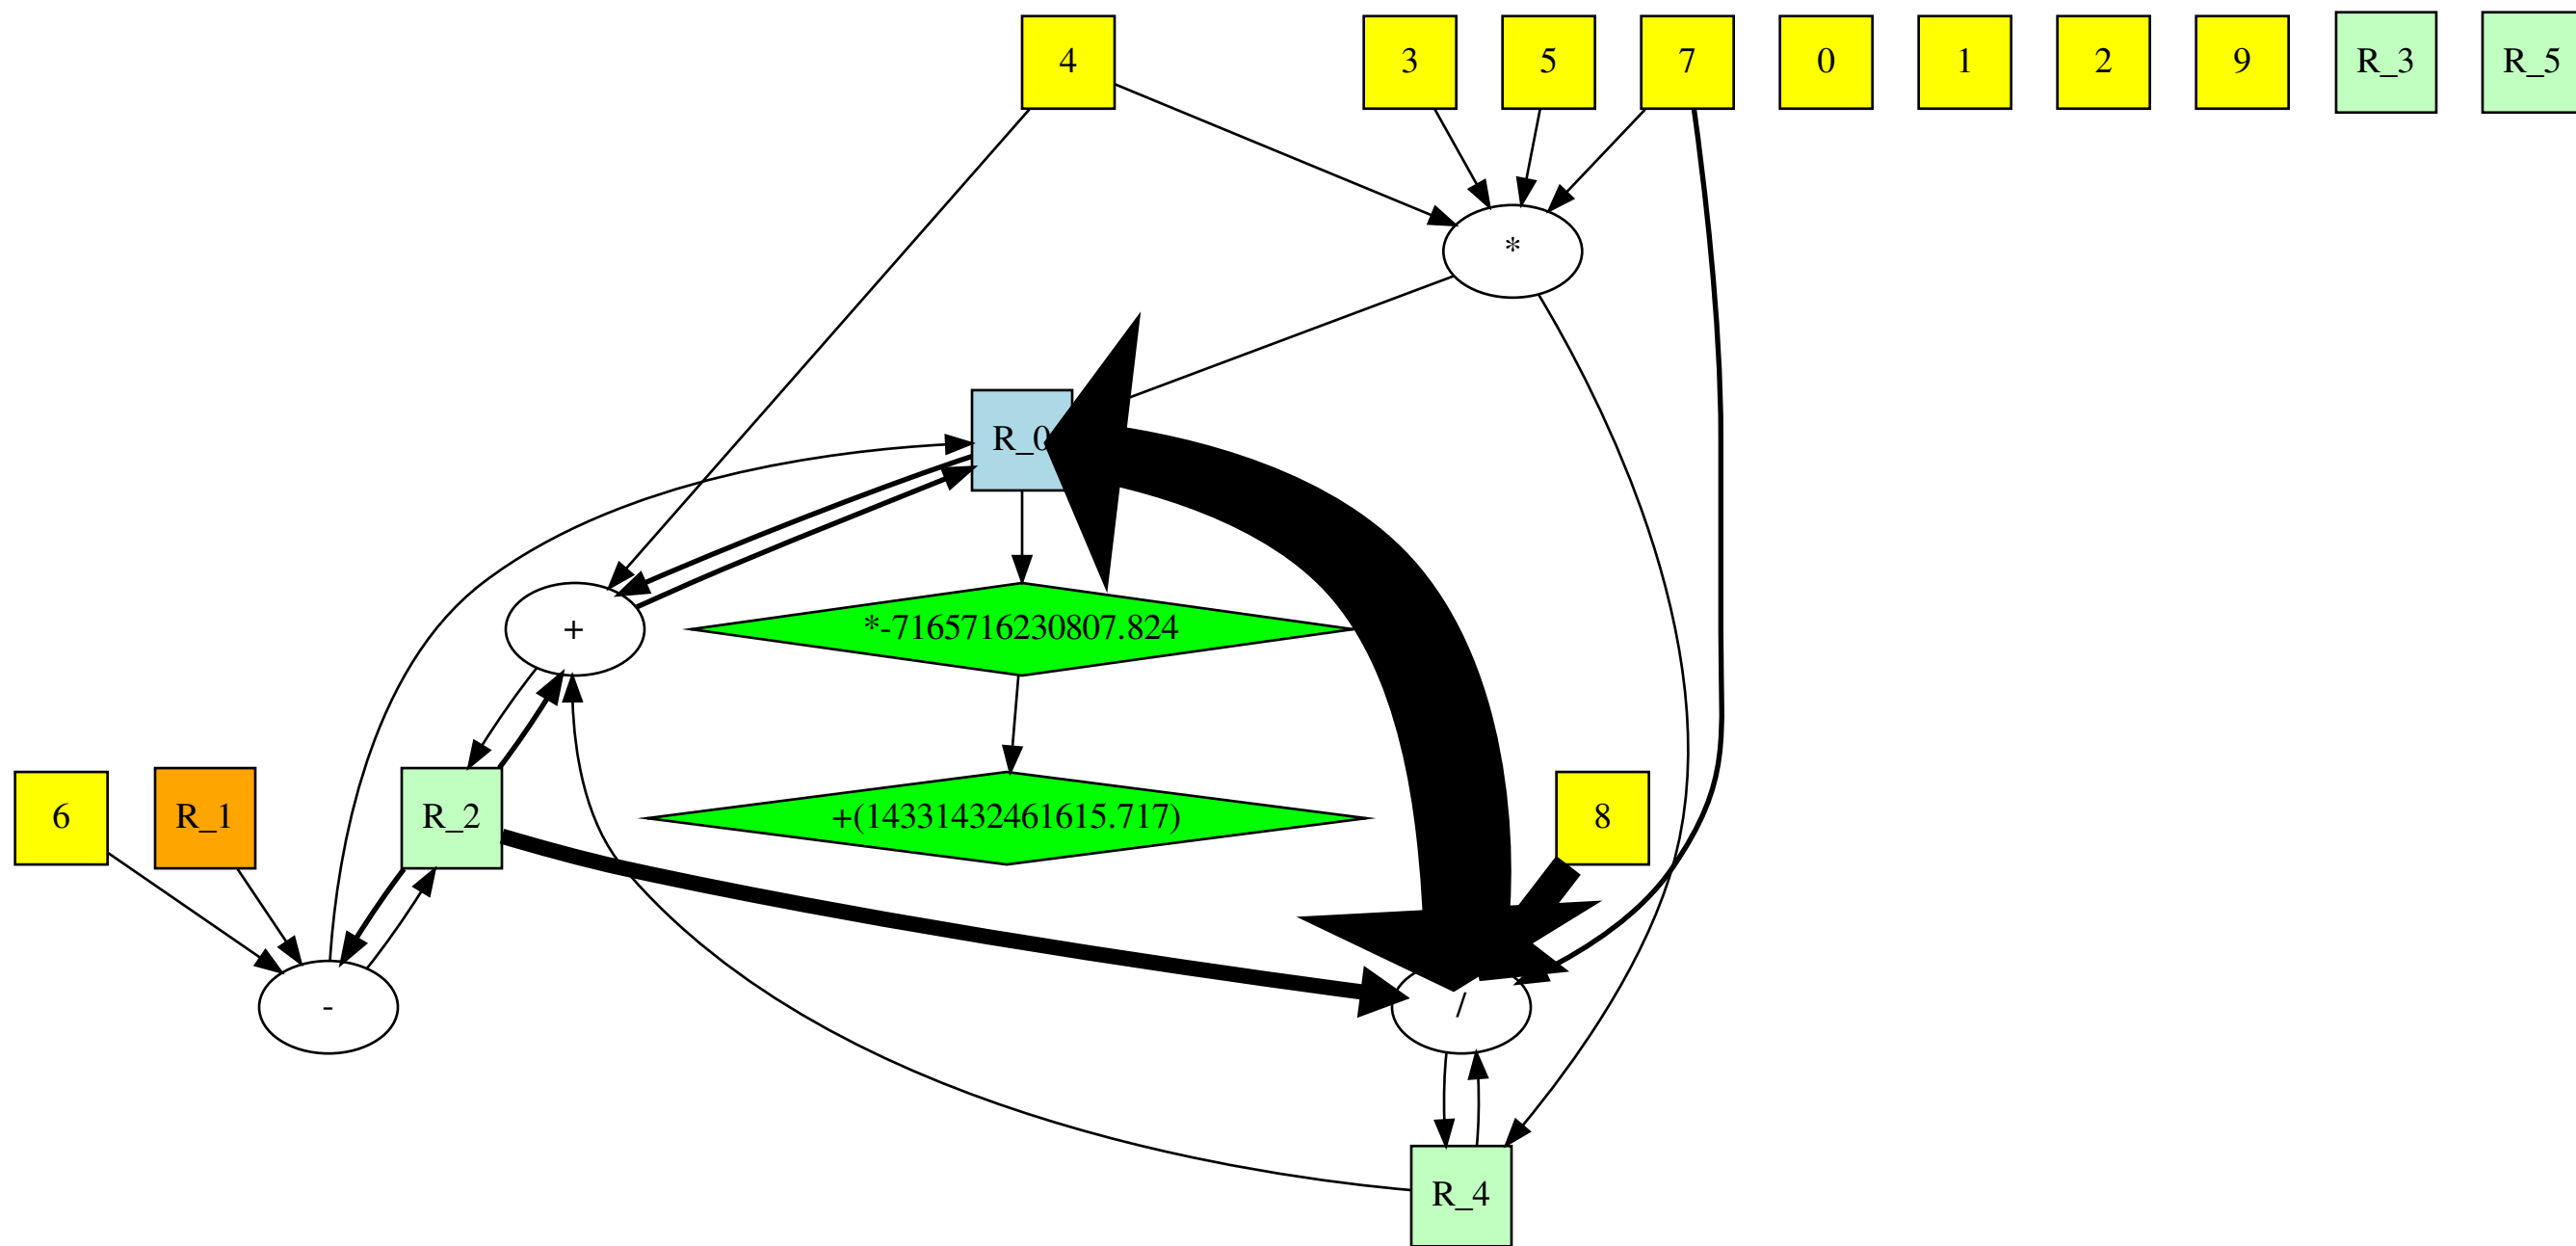 4
3
5
7
0
1
2
9
R_3
R_5
*
R_0
+
*-7165716230807.824
6
R_1
R_2
+(14331432461615.717)
8
-
/
R_4